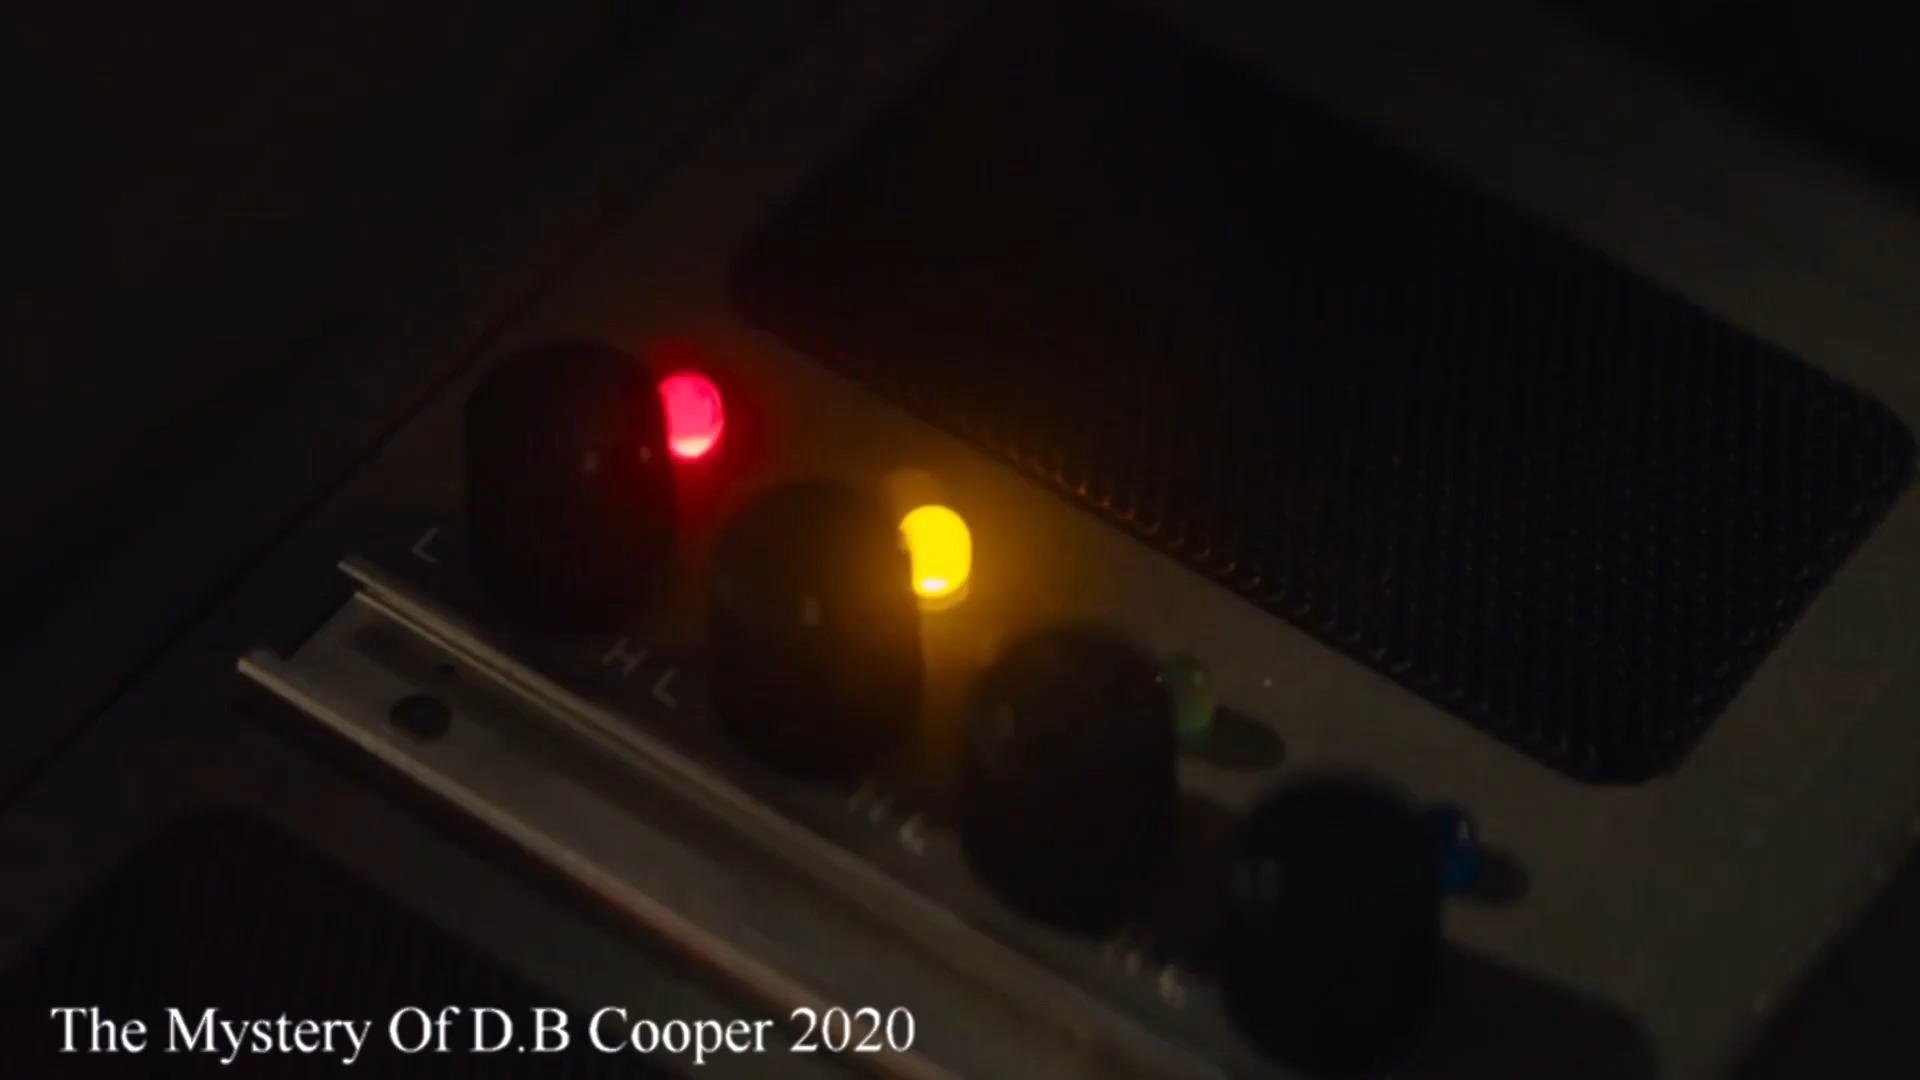 L
H L
H L
The Mystery Of D.B Cooper 2020